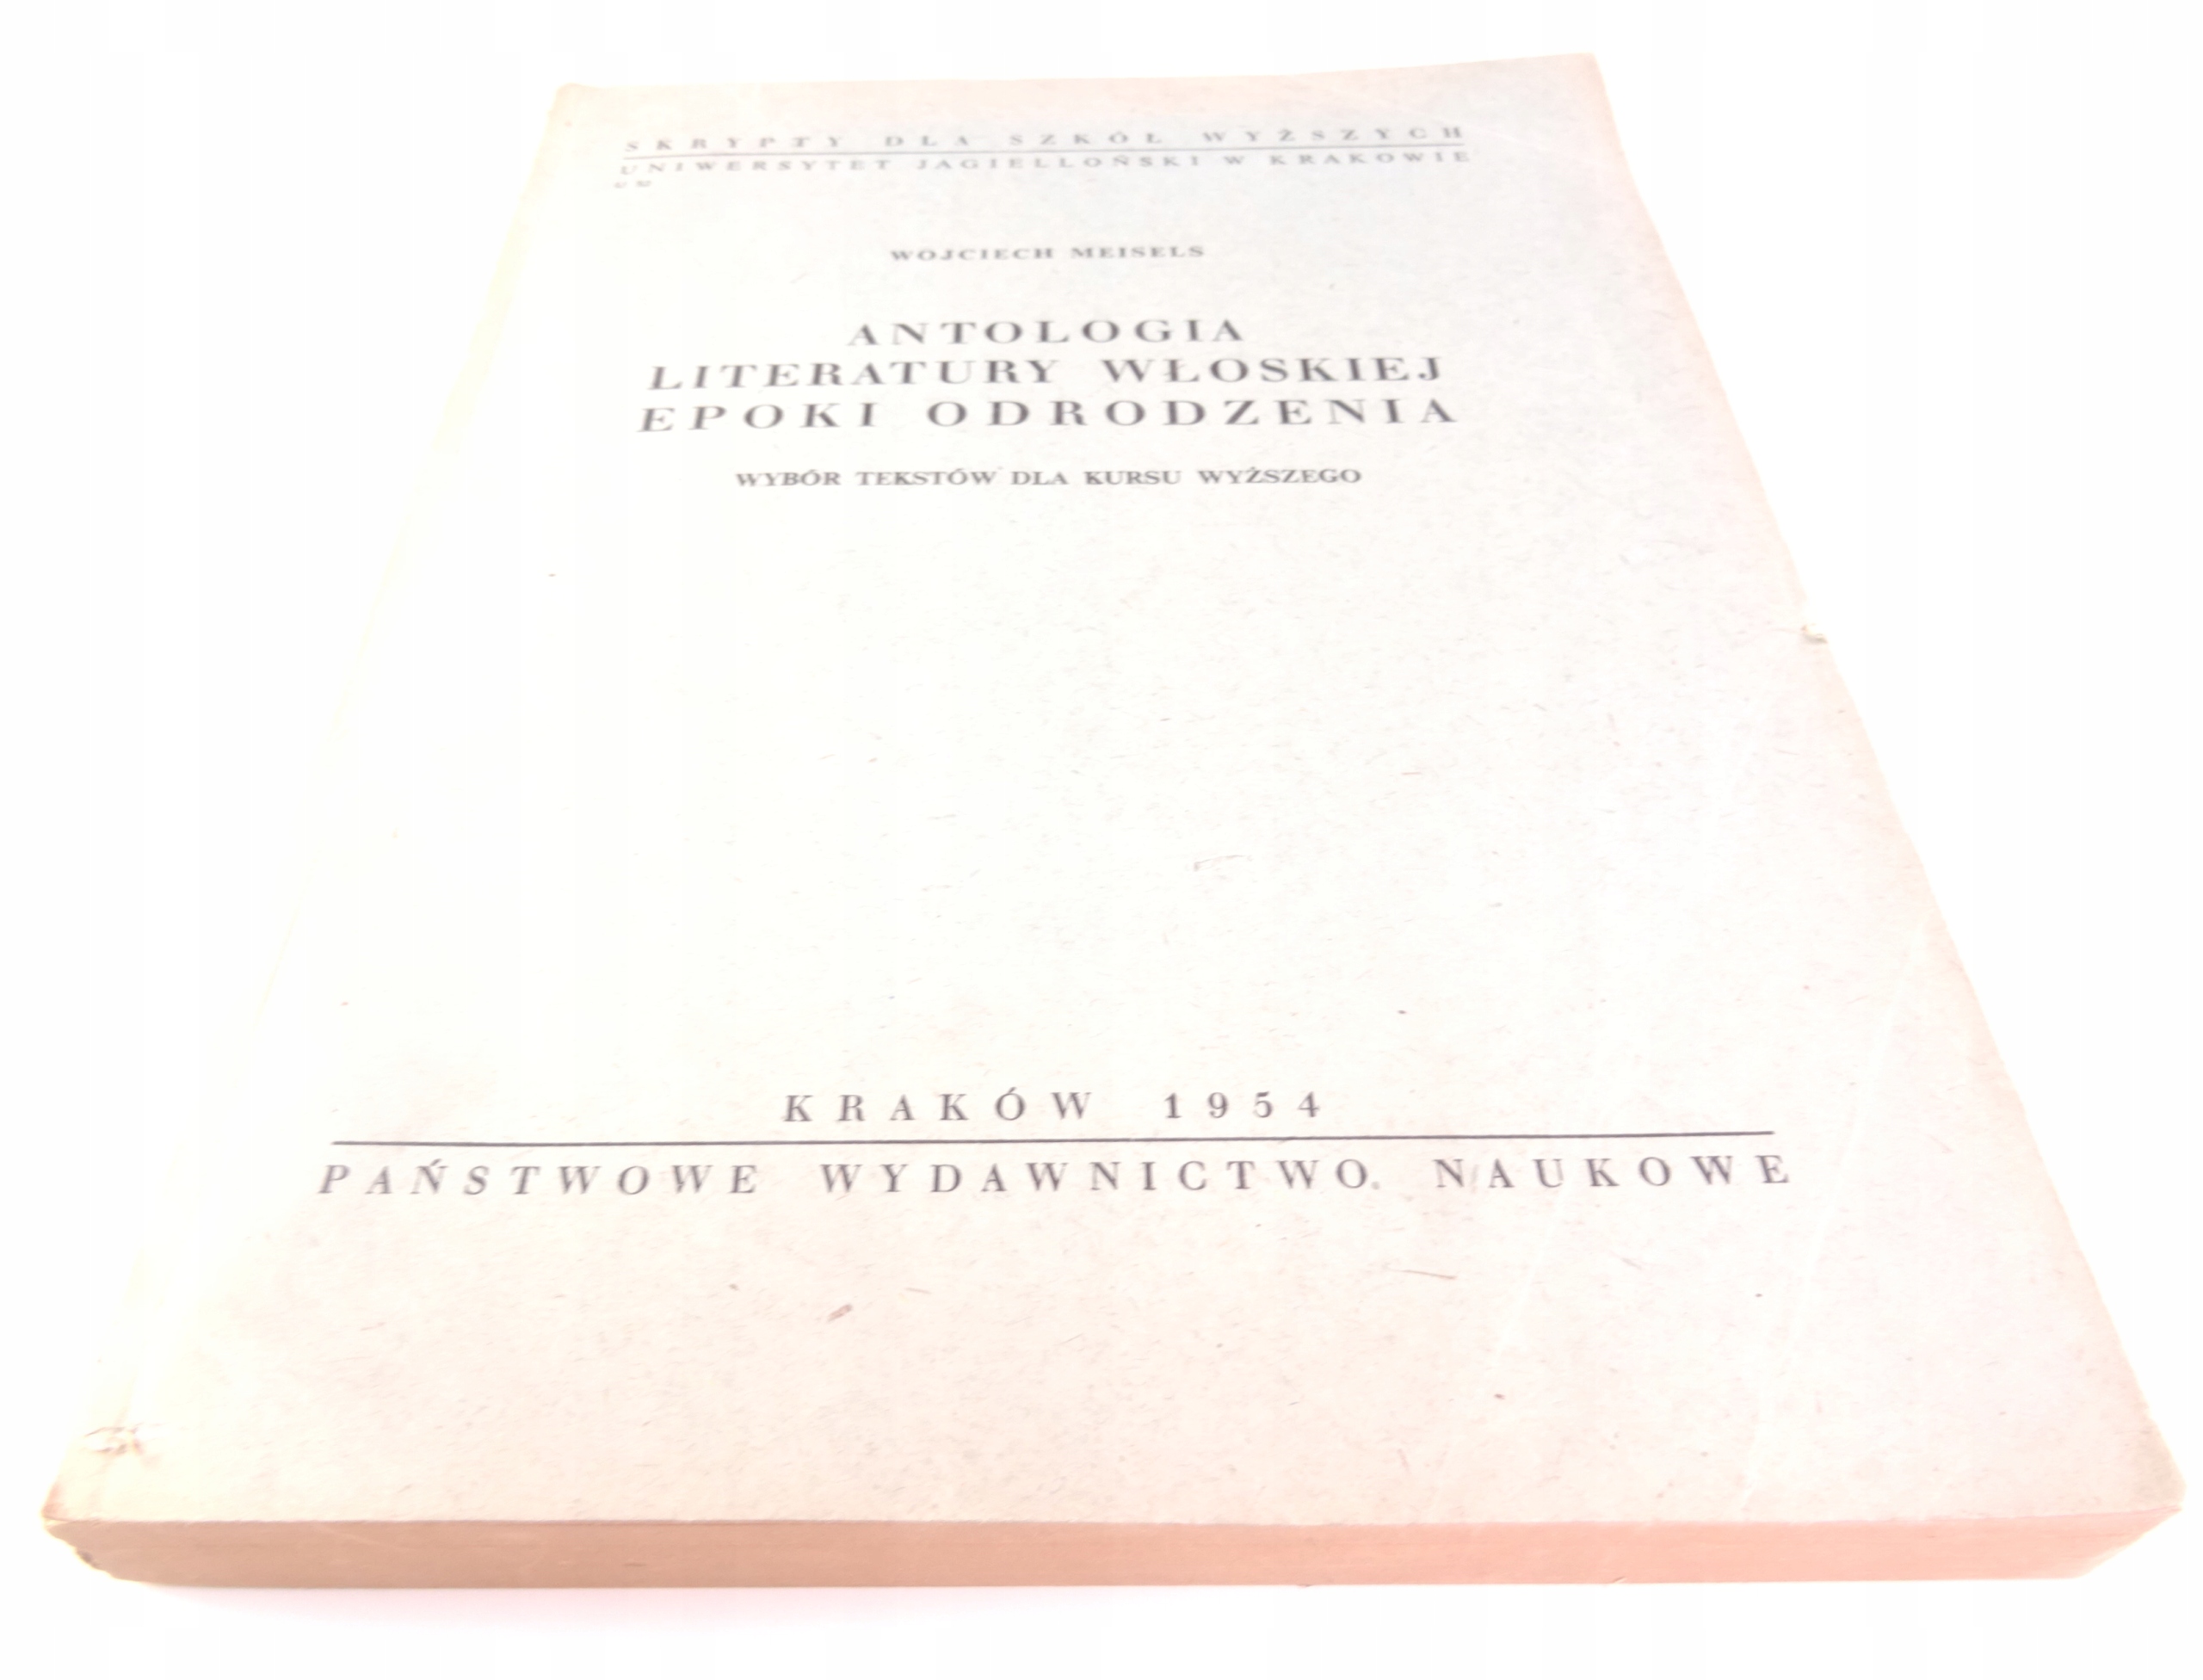 SKRYPTY DLA SZKÓŁ WYŻSZYCH
UNIWERSYTET JAGIELLOŃSKI W KRAKOWIE
WOJCIECH MEISELS
ANTOLOGIA
LITERATURY WŁOSKIEJ
EPOKI ODRODZENIA
WYBÓR TEKSTÓW DLA KURSU WYŻSZEGO
KRAKÓW 1954
PAŃSTWOWE WYDAWNICTWO NAUKOWE